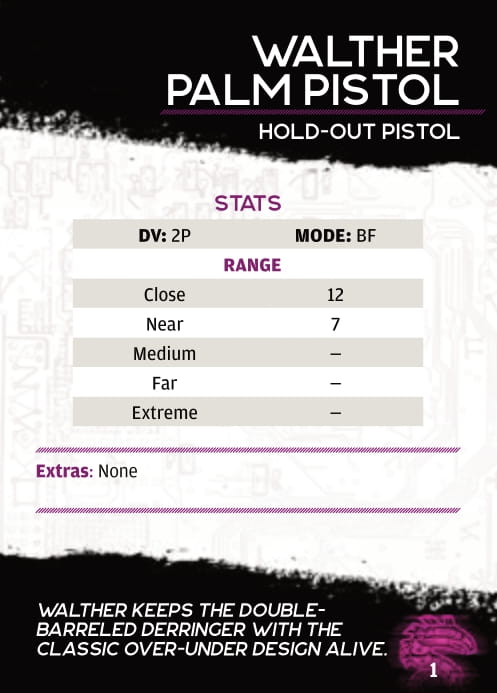 WALTHER
PALM PISTOL
HOLD-OUT PISTOL
STATS
DV: 2P MODE: BF
RANGE
Close 12
Near 7
Medium –
Far –
Extreme –
Extras: None
WALTHER KEEPS THE DOUBLE-
BARRELED DERRINGER WITH THE
CLASSIC OVER-UNDER DESIGN ALIVE.
1